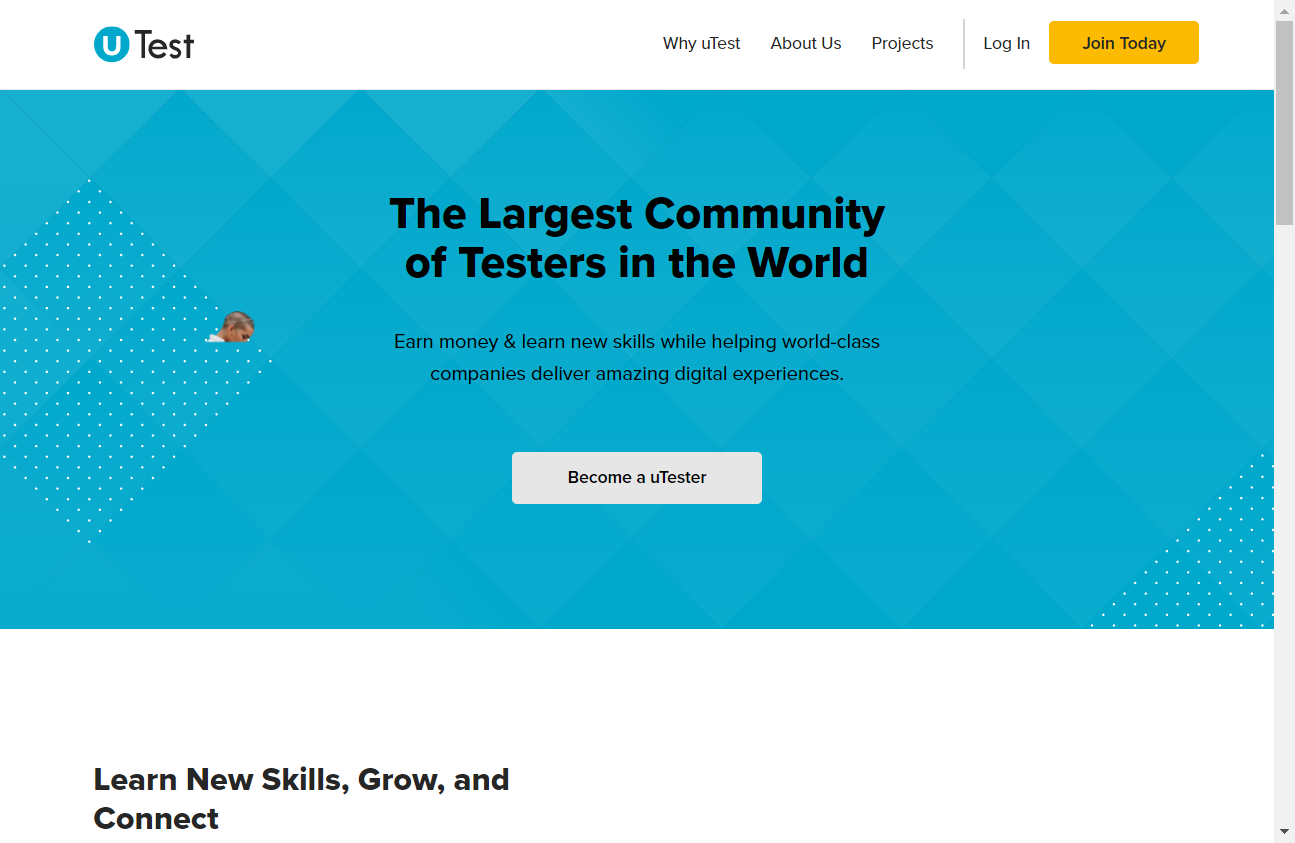 uTest
Why uTest
About Us
Projects
Log In
Join Today
The Largest Community
of Testers in the World
Earn money & learn new skills while helping world-class
companies deliver amazing digital experiences.
Become a uTester
Learn New Skills, Grow, and
Connect